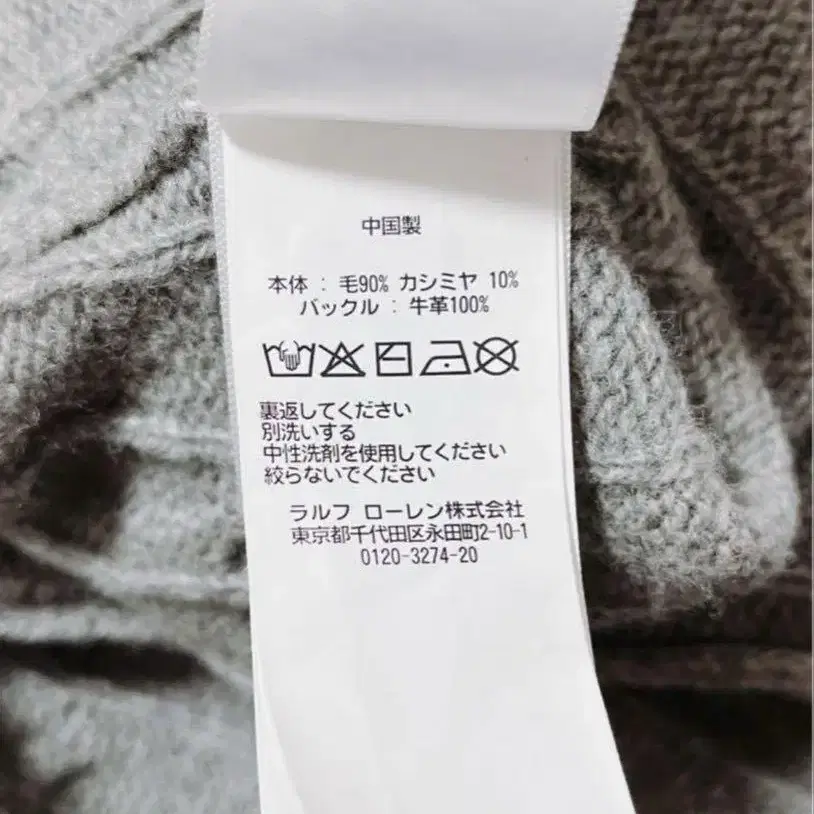 中国製
本体 : 毛90% カシミヤ 10%
バックル : 牛革100%
裏返してください
別洗いする
中性洗剤を使用してください
絞らないでください
ラルフ ローレン株式会社
東京都千代田区永田町2-10-1
0120-3274-20